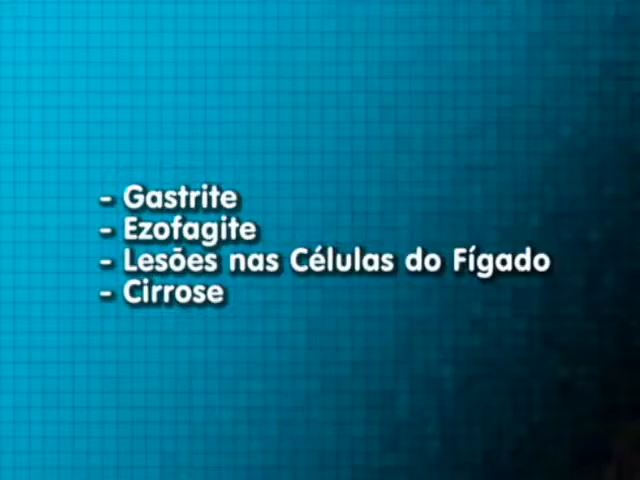 - Gastrite
- Ezofagite
- Lesões nas Células do Fígado
- Cirrose